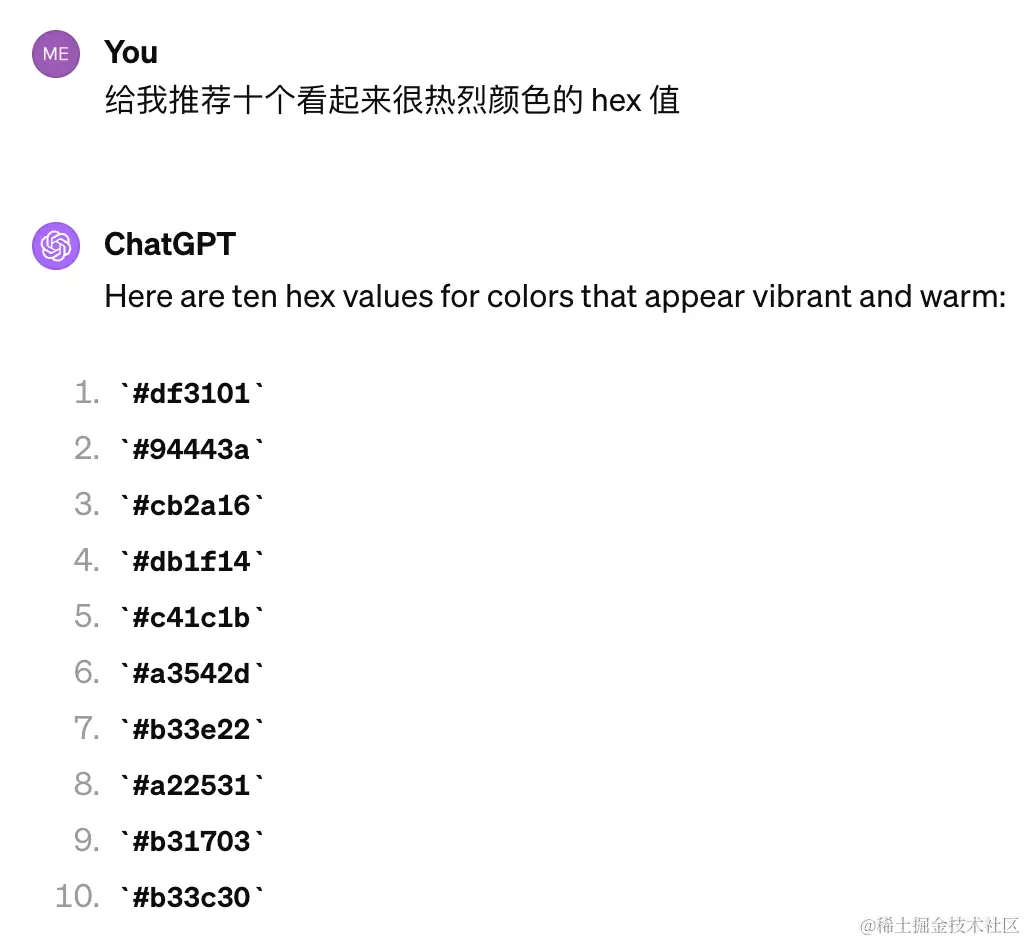 ME
You
给我推荐十个看起来很热烈颜色的 hex 值
ChatGPT
Here are ten hex values for colors that appear vibrant and warm:
1. `#df3101`
2. `#94443a`
3. `#cb2a16`
4. `#db1f14`
5. `#c41c1b`
6. `#a3542d`
7. `#b33e22`
8. `#a22531`
9. `#b31703`
10. `#b33c30`
@稀土掘金技术社区